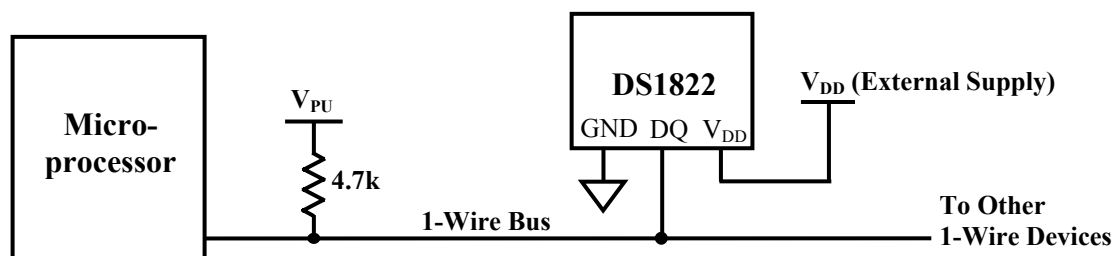 Micro-
processor
V_PU
4.7k
1-Wire Bus
DS1822
GND DQ V_DD
V_DD (External Supply)
To Other
1-Wire Devices